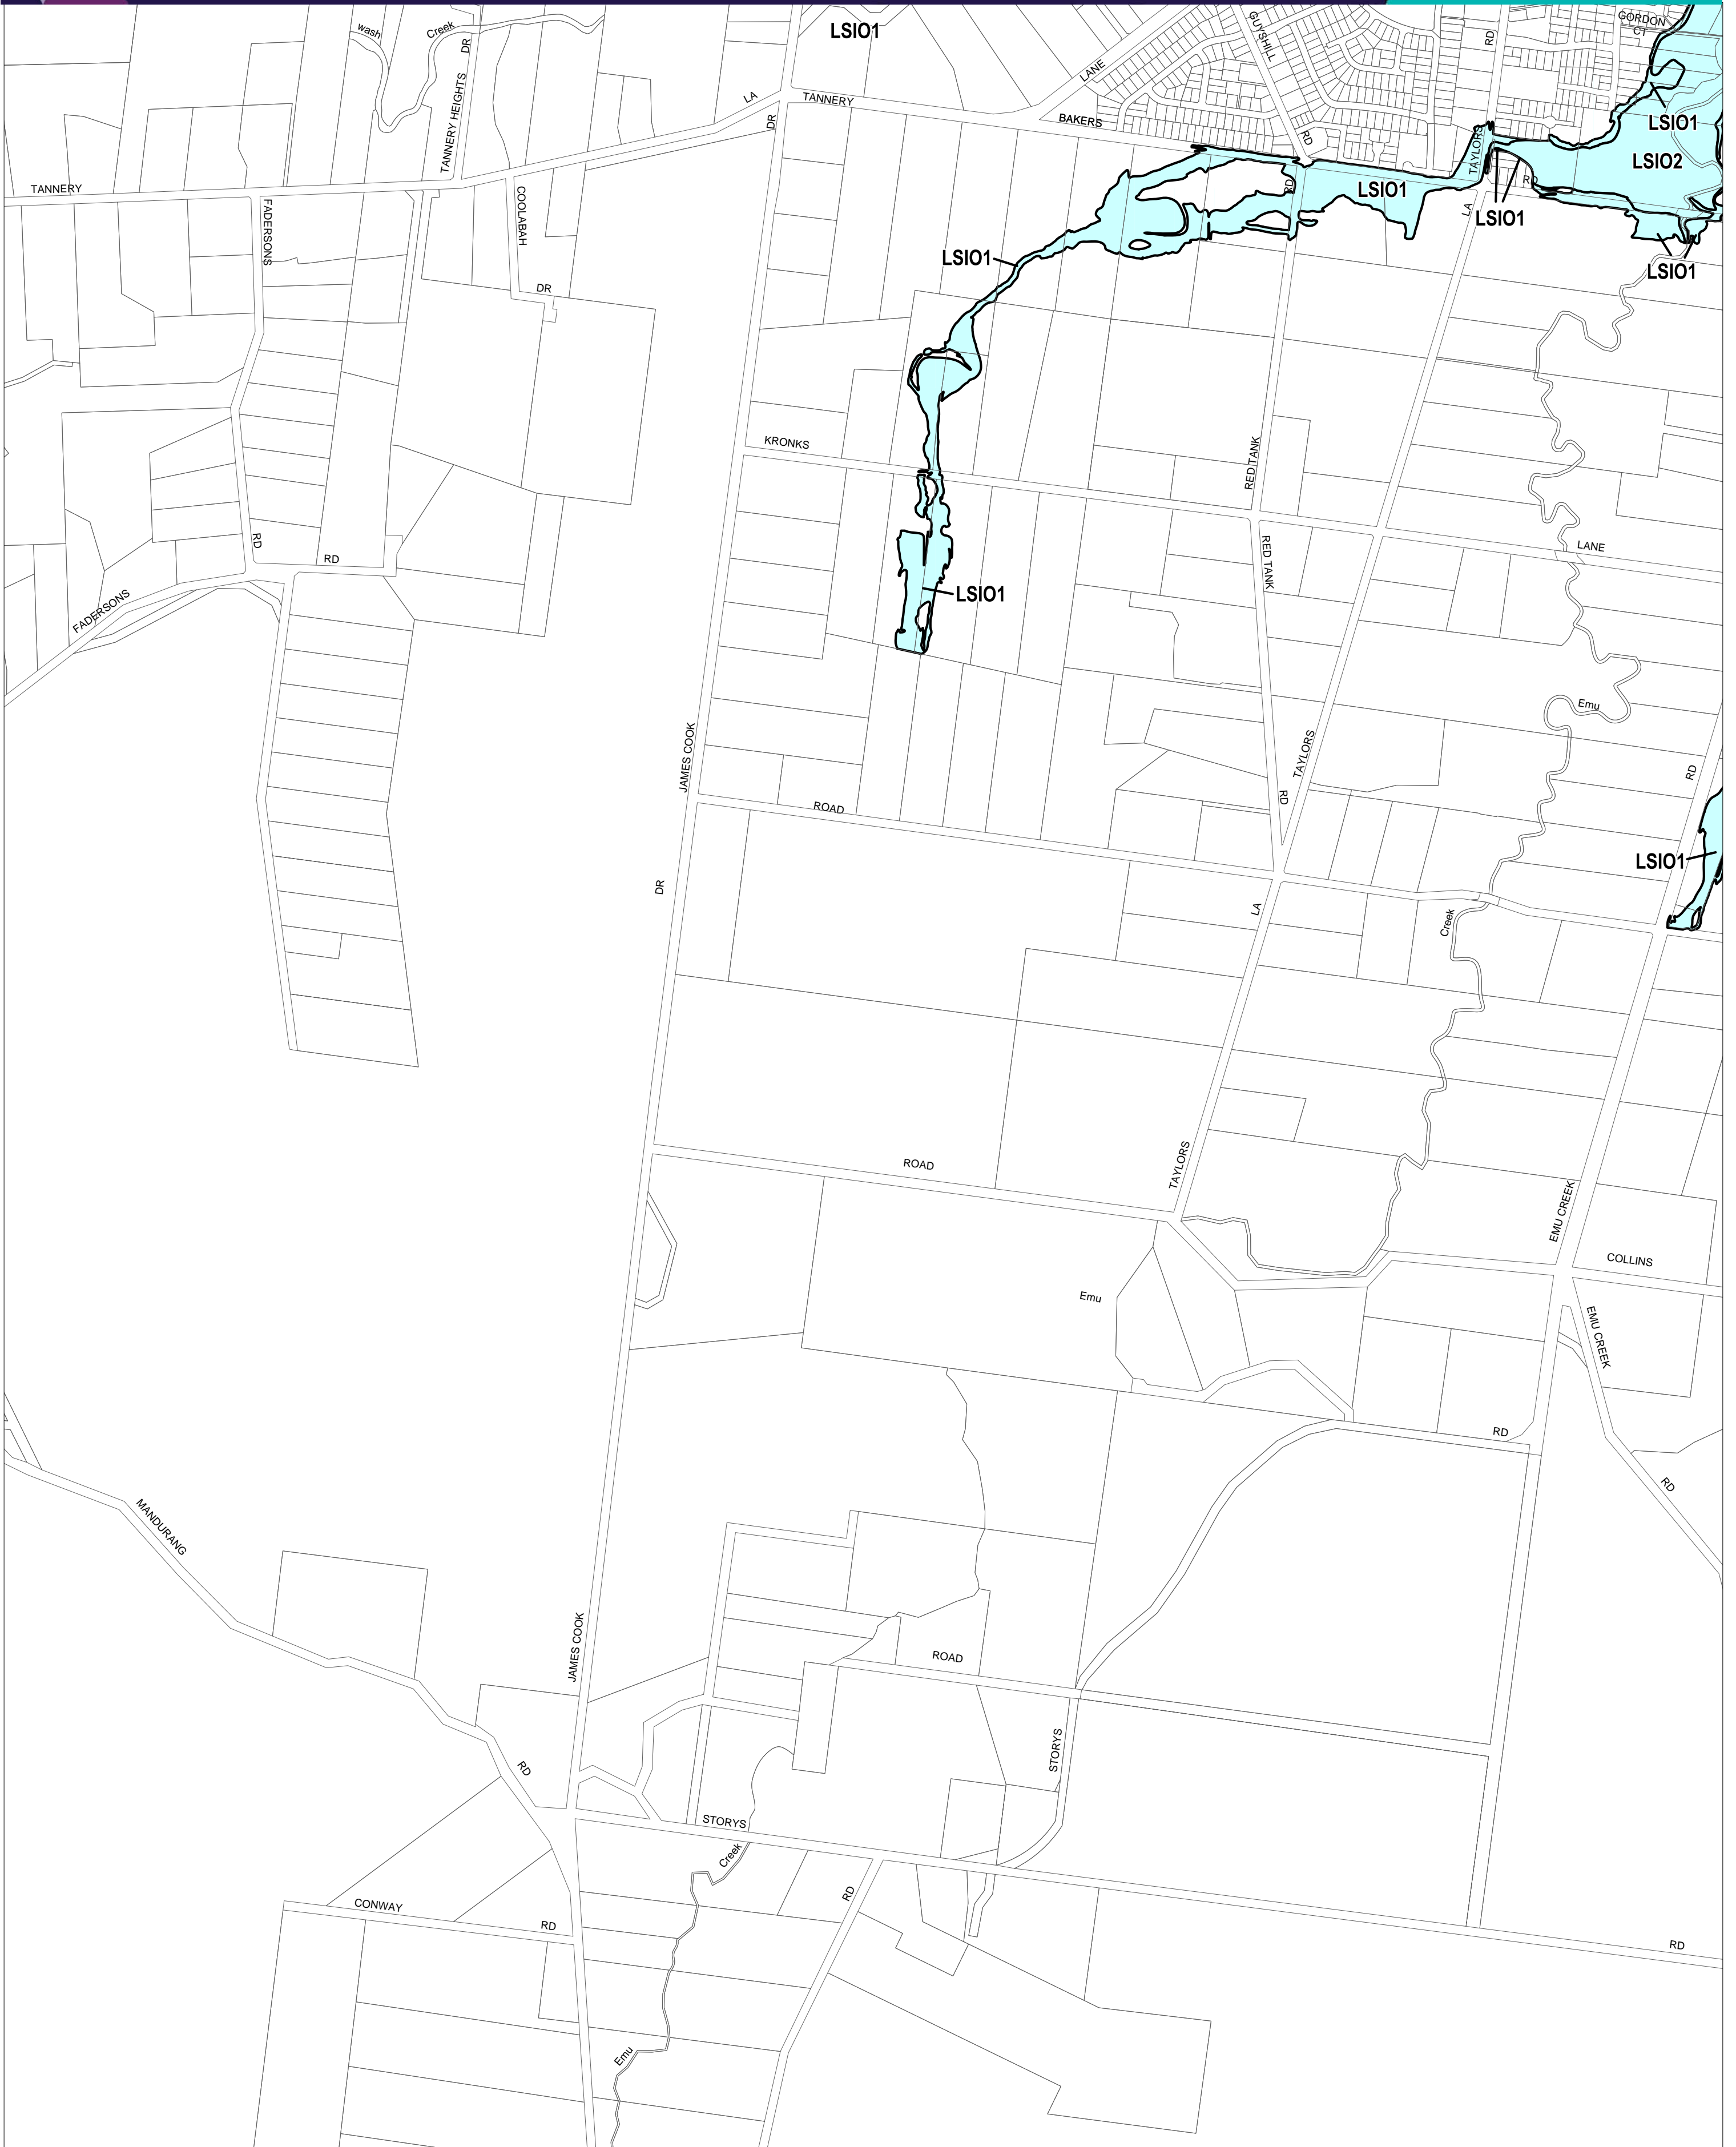 LSIO1
GORDON
CT
wash
Creek
DR
GUYSHILL
RD
LANE
TANNERY HEIGHTS
LA
TANNERY
DR
BAKERS
RD
TAYLORS
LSIO1
LSIO2
TANNERY
COOLABAH
FADERSONS
RD
LSIO1
RD
LA
LSIO1
LSIO1
LSIO1
DR
KRONKS
RED TANK
RD
RD
FADERSONS
RED TANK
LANE
LSIO1
Emu
JAMES COOK
TAYLORS
RD
ROAD
RD
LSIO1
DR
LA
Creek
ROAD
TAYLORS
EMU CREEK
COLLINS
Emu
EMU CREEK
RD
RD
MANDURANG
JAMES COOK
ROAD
STORYS
RD
STORYS
Creek
RD
CONWAY
RD
RD
Emu